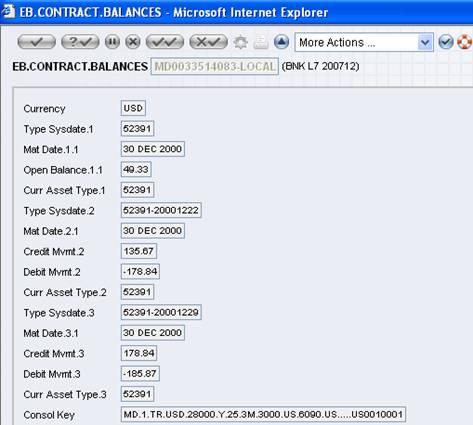 EB.CONTRACT.BALANCES - Microsoft Internet Explorer
More Actions ...
EB.CONTRACT.BALANCES MD0033514083-LOCAL (BNK L7 200712)
Currency USD
Type Sysdate.1 52391
Mat Date.1.1 30 DEC 2000
Open Balance.1.1 49.33
Curr Asset Type.1 52391
Type Sysdate.2 52391-20001222
Mat Date.2.1 30 DEC 2000
Credit Mvmt.2 135.67
Debit Mvmt.2 -178.84
Curr Asset Type.2 52391
Type Sysdate.3 52391-20001229
Mat Date.3.1 30 DEC 2000
Credit Mvmt.3 178.84
Debit Mvmt.3 -185.87
Curr Asset Type.3 52391
Consol Key MD.1.TR.USD.28000.Y.25.3M.3000.US.6090.US.....US0010001